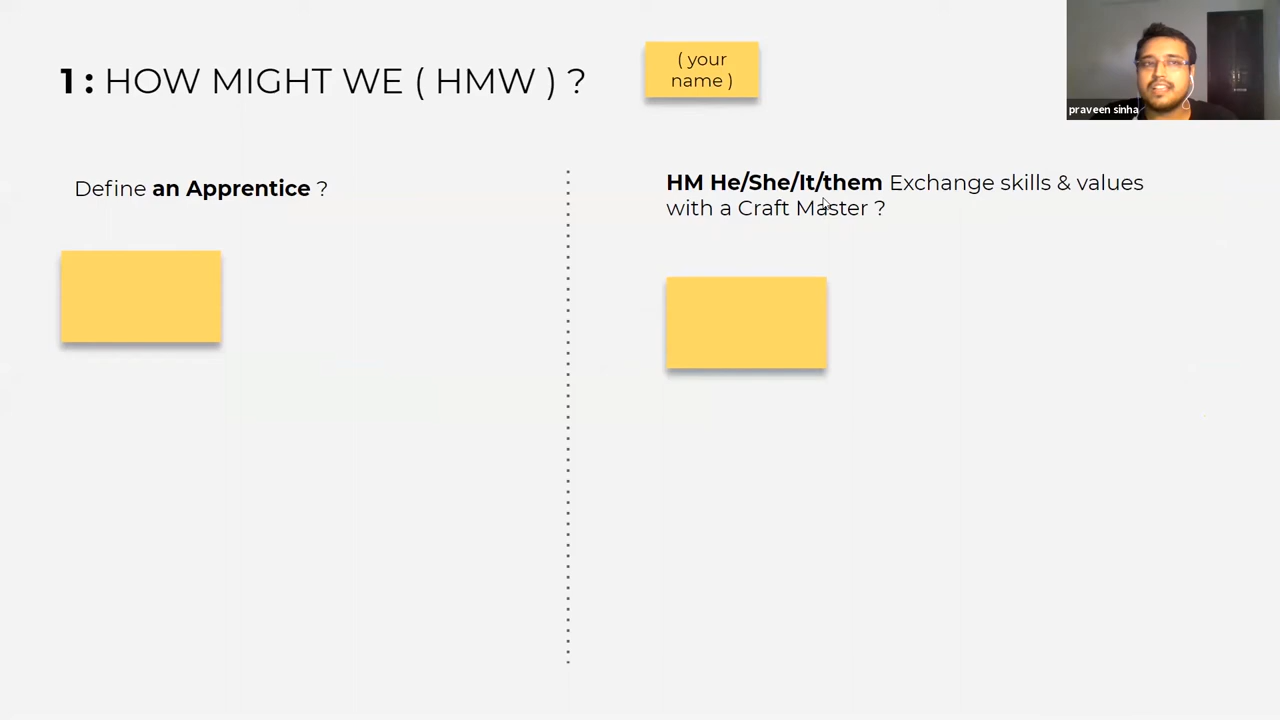 1 : HOW MIGHT WE ( HMW ) ?
( your
name )
praveen sinha
Define an Apprentice ?
HM He/She/It/them Exchange skills & values
with a Craft Master ?